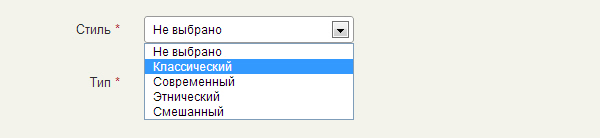 Стиль * Не выбрано
Не выбрано
Классический
Современный
Тип *
Этнический
Смешанный